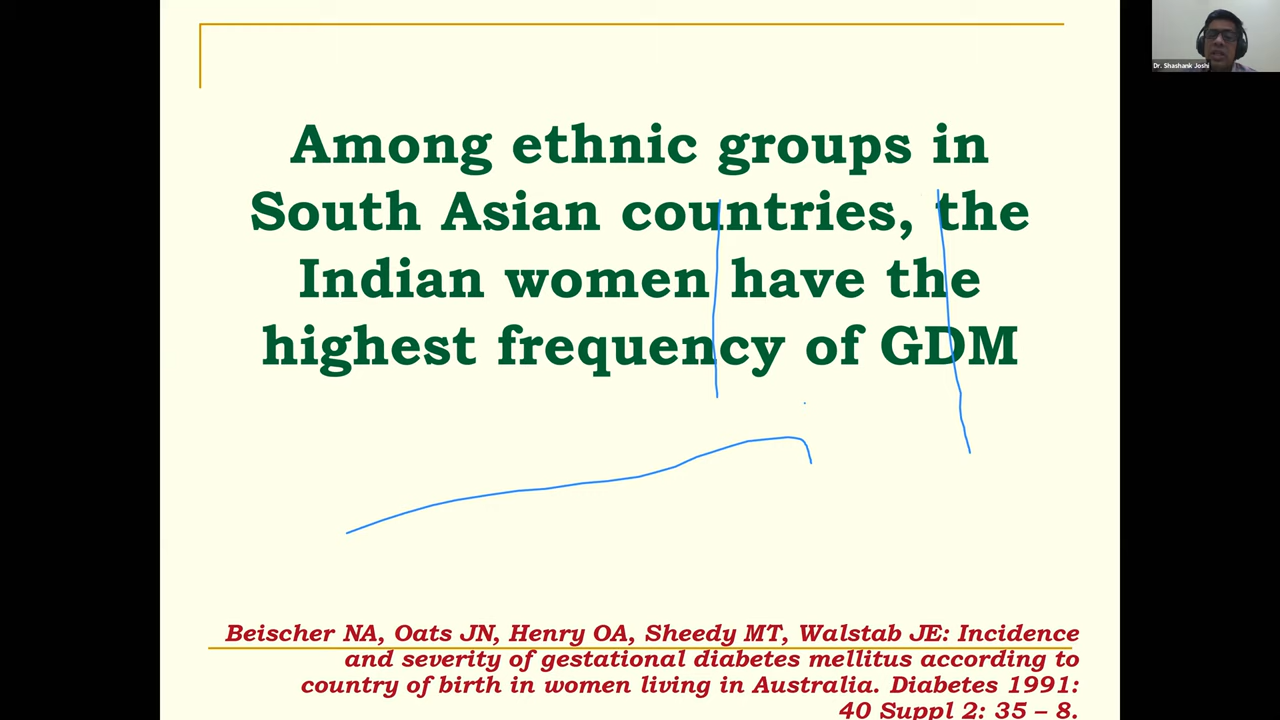 Among ethnic groups in
South Asian countries, the
Indian women have the
highest frequency of GDM
Beischer NA, Oats JN, Henry OA, Sheedy MT, Walstab JE: Incidence
and severity of gestational diabetes mellitus according to
country of birth in women living in Australia. Diabetes 1991:
40 Suppl 2: 35 – 8.
Dr. Shashank Joshi